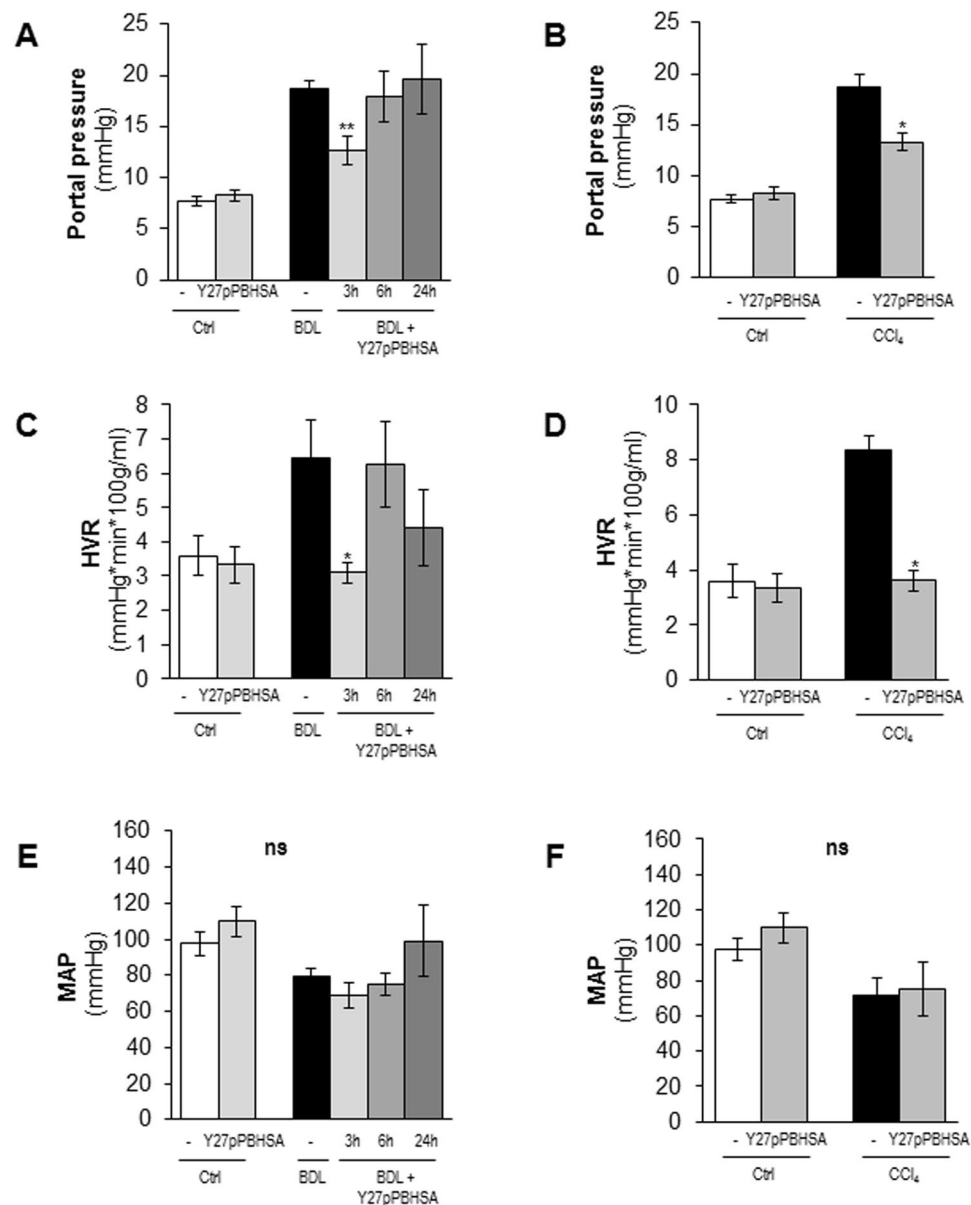 A
Portal pressure
(mmHg)
25
20
15
10
5
0
**
- Y27pPBHSA - 3h 6h 24h
Ctrl BDL BDL +
Y27pPBHSA
B
Portal pressure
(mmHg)
25
20
15
10
5
0
*
- Y27pPBHSA - Y27pPBHSA
Ctrl CCl₄
C
HVR
(mmHg*min*100g/ml)
8
7
6
5
4
3
2
1
0
*
- Y27pPBHSA - 3h 6h 24h
Ctrl BDL BDL +
Y27pPBHSA
D
HVR
(mmHg*min*100g/ml)
10
8
6
4
2
0
*
- Y27pPBHSA - Y27pPBHSA
Ctrl CCl₄
E
MAP
(mmHg)
160
140
120
100
80
60
40
20
0
ns
- Y27pPBHSA - 3h 6h 24h
Ctrl BDL BDL +
Y27pPBHSA
F
MAP
(mmHg)
160
140
120
100
80
60
40
20
0
ns
- Y27pPBHSA - Y27pPBHSA
Ctrl CCl₄